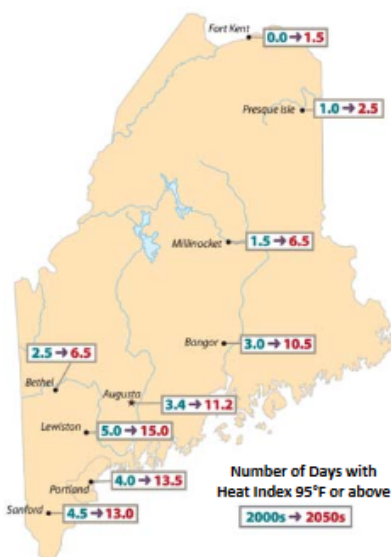 Fort Kent
0.0 → 1.5
Presque Isle
1.0 → 2.5
Millinocket
1.5 → 6.5
Bangor
3.0 → 10.5
2.5 → 6.5
Bethel
Augusta
3.4 → 11.2
Lewiston
5.0 → 15.0
Portland
4.0 → 13.5
Sanford
4.5 → 13.0
Number of Days with
Heat Index 95°F or above
2000s → 2050s